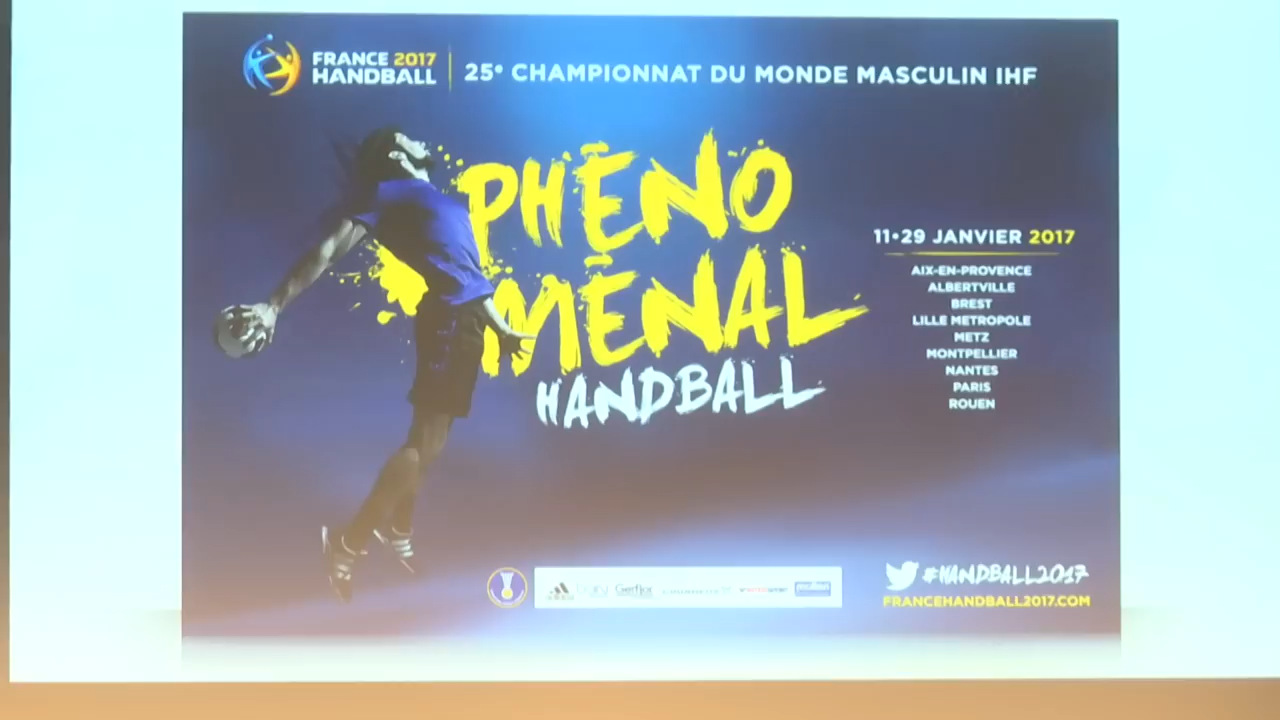 FRANCE 2017
HANDBALL
25e CHAMPIONNAT DU MONDE MASCULIN IHF
PHÉNO
MÉNAL
HANDBALL
11•29 JANVIER 2017
AIX-EN-PROVENCE
ALBERTVILLE
BREST
LILLE METROPOLE
METZ
MONTPELLIER
NANTES
PARIS
ROUEN
Gerflor
#HANDBALL2017
FRANCEHANDBALL2017.COM